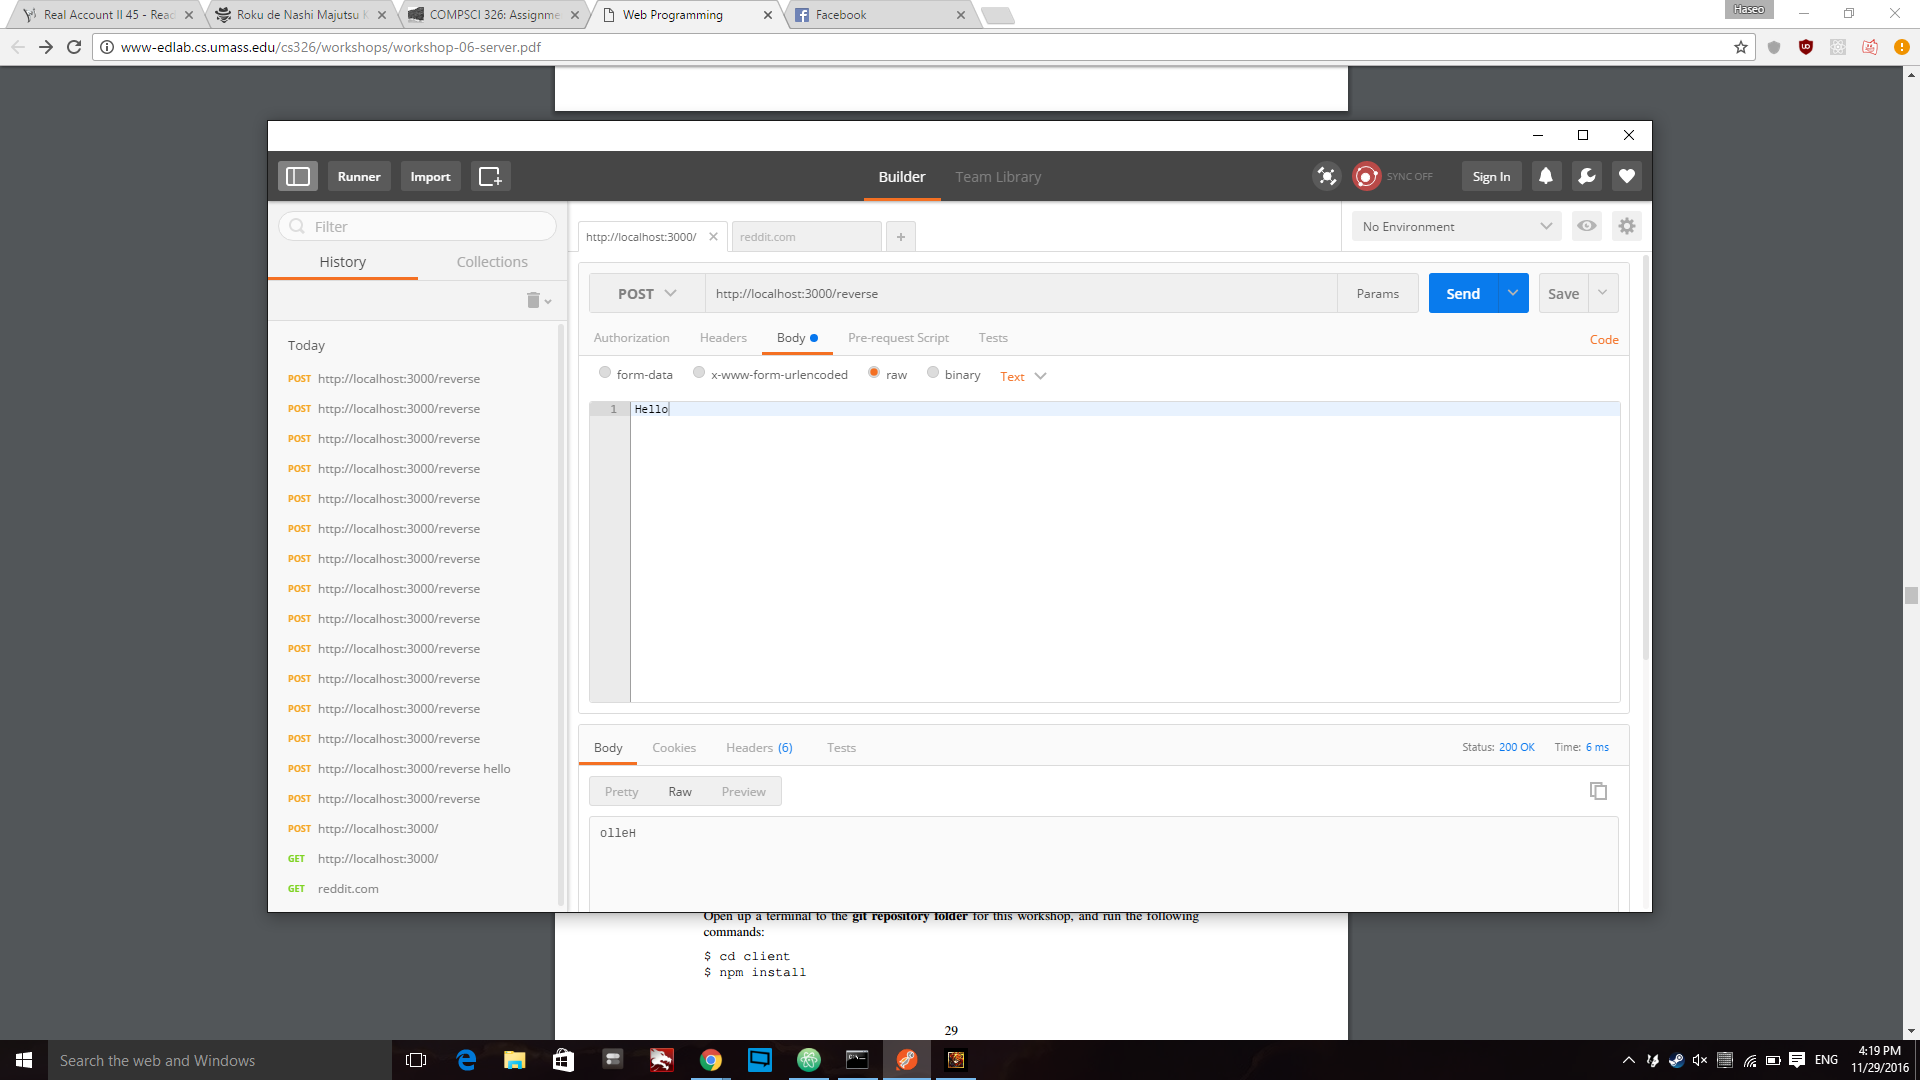 Real Account II 45 - Read
Roku de Nashi Majutsu K
COMPSCI 326: Assignme
Web Programming
Facebook
Haseo
www-edlab.cs.umass.edu/cs326/workshops/workshop-06-server.pdf
Runner
Import
Builder
Team Library
SYNC OFF
Sign In
Filter
History
Collections
http://localhost:3000/
reddit.com
+
No Environment
POST
http://localhost:3000/reverse
Params
Send
Save
Authorization
Headers
Body
Pre-request Script
Tests
Code
form-data
x-www-form-urlencoded
raw
binary
Text
1 Hello
Today
POST http://localhost:3000/reverse
POST http://localhost:3000/reverse
POST http://localhost:3000/reverse
POST http://localhost:3000/reverse
POST http://localhost:3000/reverse
POST http://localhost:3000/reverse
POST http://localhost:3000/reverse
POST http://localhost:3000/reverse
POST http://localhost:3000/reverse
POST http://localhost:3000/reverse
POST http://localhost:3000/reverse
POST http://localhost:3000/reverse
POST http://localhost:3000/reverse
POST http://localhost:3000/reverse hello
POST http://localhost:3000/reverse
POST http://localhost:3000/
GET http://localhost:3000/
GET reddit.com
Body
Cookies
Headers (6)
Tests
Status: 200 OK
Time: 6 ms
Pretty
Raw
Preview
olleH
Open up a terminal to the git repository folder for this workshop, and run the following
commands:
$ cd client
$ npm install
29
Search the web and Windows
ENG
4:19 PM
11/29/2016